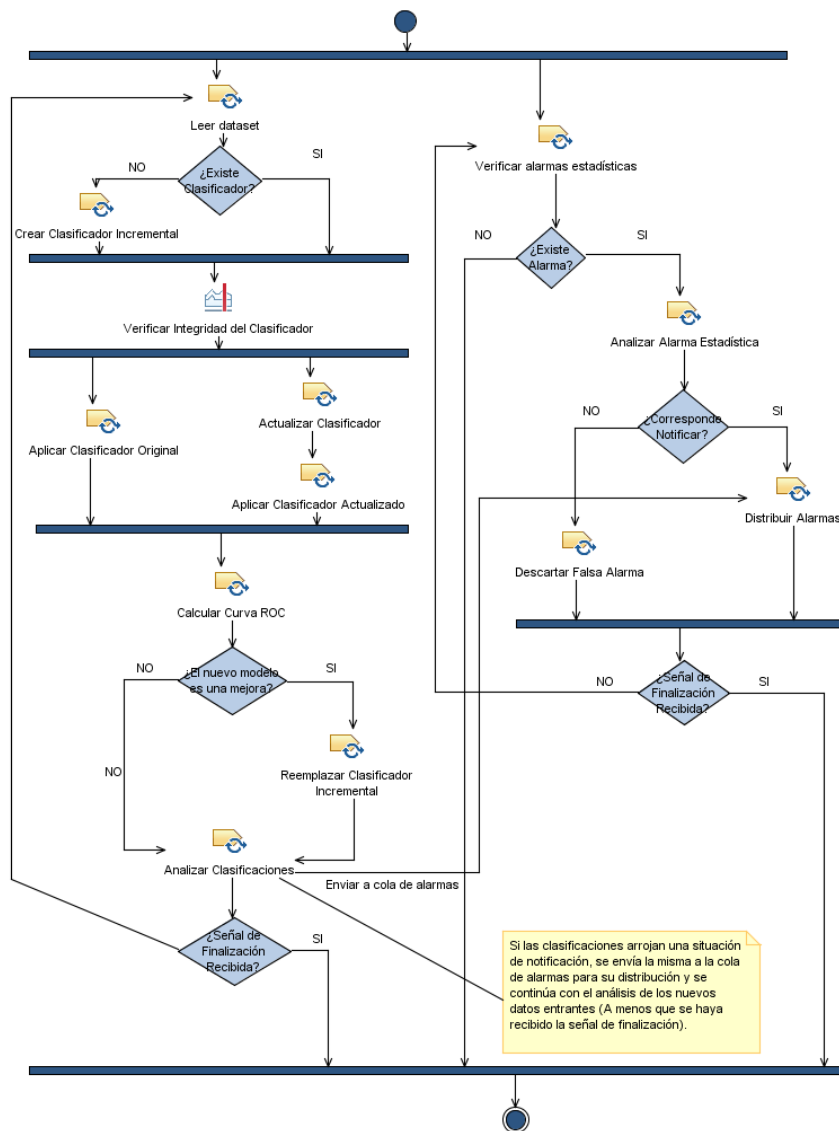 Leer dataset
¿Existe
Clasificador?
NO
SI
Crear Clasificador Incremental
Verificar Integridad del Clasificador
Aplicar Clasificador Original
Actualizar Clasificador
Aplicar Clasificador Actualizado
Calcular Curva ROC
¿El nuevo modelo
es una mejora?
NO
SI
NO
Reemplazar Clasificador
Incremental
Analizar Clasificaciones
Enviar a cola de alarmas
¿Señal de
Finalización
Recibida?
SI
Verificar alarmas estadísticas
¿Existe
Alarma?
NO
SI
Analizar Alarma Estadística
¿Corresponde
Notificar?
NO
SI
Distribuir Alarmas
Descartar Falsa Alarma
¿Señal de
Finalización
Recibida?
NO
SI
Si las clasificaciones arrojan una situación
de notificación, se envía la misma a la cola
de alarmas para su distribución y se
continúa con el análisis de los nuevos
datos entrantes (A menos que se haya
recibido la señal de finalización).